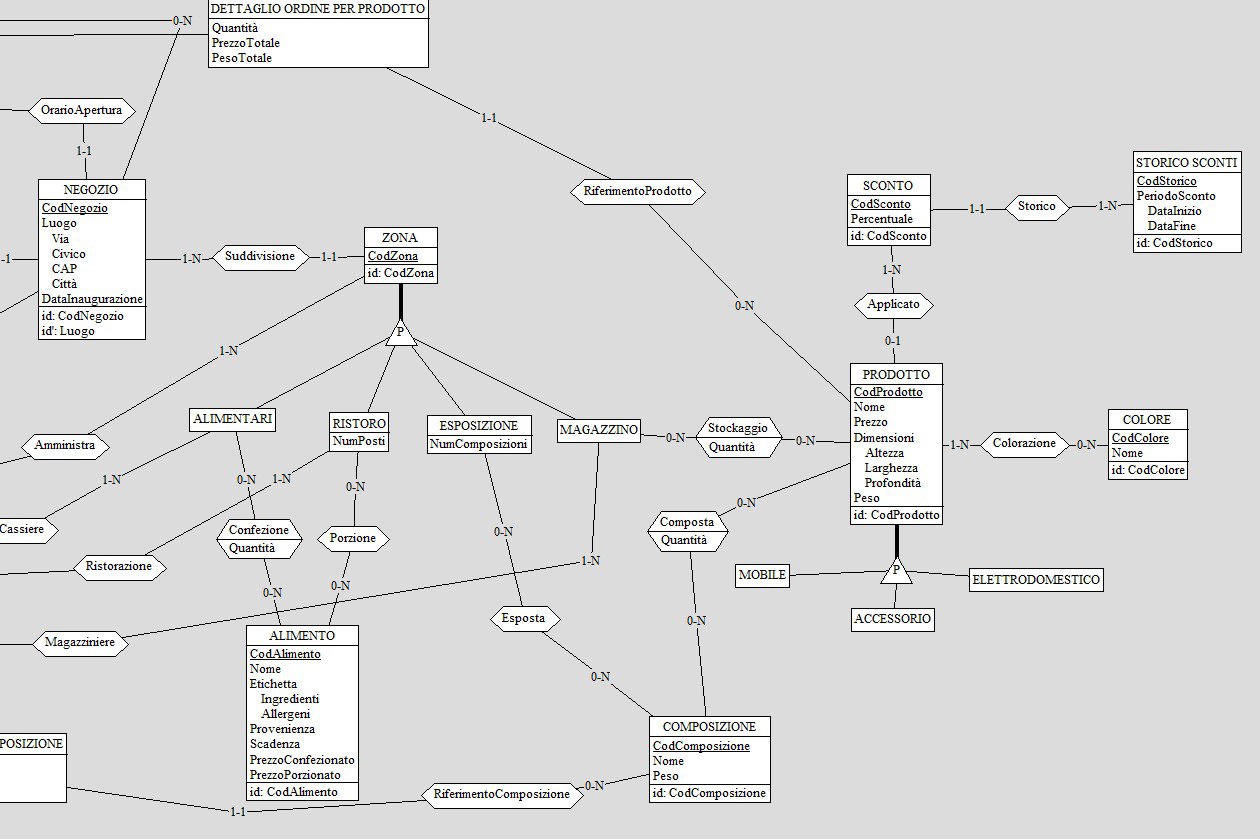 POSIZIONE
Magazziniere
Cassiere
Ristorazione
Amministra
1-N
1-N
1-1
NEGOZIO
CodNegozio
Luogo
Via
Civico
CAP
Città
DataInaugurazione
id: CodNegozio
id': Luogo
1-1
OrarioApertura
0-N
DETTAGLIO ORDINE PER PRODOTTO
Quantità
PrezzoTotale
PesoTotale
1-N
Suddivisione
1-1
ZONA
CodZona
id: CodZona
P
ALIMENTARI
0-N
Confezione
Quantità
0-N
1-N
ALIMENTO
CodAlimento
Nome
Etichetta
Ingredienti
Allergeni
Provenienza
Scadenza
PrezzoConfezionato
PrezzoPorzionato
id: CodAlimento
0-N
Porzione
0-N
RISTORO
NumPosti
1-1
RiferimentoComposizione
0-N
ESPOSIZIONE
NumComposizioni
0-N
Esposta
0-N
1-N
MAGAZZINO
0-N
Stockaggio
Quantità
0-N
1-1
RiferimentoProdotto
0-N
COMPOSIZIONE
CodComposizione
Nome
Peso
id: CodComposizione
0-N
Composta
Quantità
0-N
MOBILE
ACCESSORIO
ELETTRODOMESTICO
P
PRODOTTO
CodProdotto
Nome
Prezzo
Dimensioni
Altezza
Larghezza
Profondità
Peso
id: CodProdotto
0-1
Applicato
1-N
SCONTO
CodSconto
Percentuale
id: CodSconto
1-1
Storico
1-N
STORICO SCONTI
CodStorico
PeriodoSconto
DataInizio
DataFine
id: CodStorico
1-N
Colorazione
0-N
COLORE
CodColore
Nome
id: CodColore